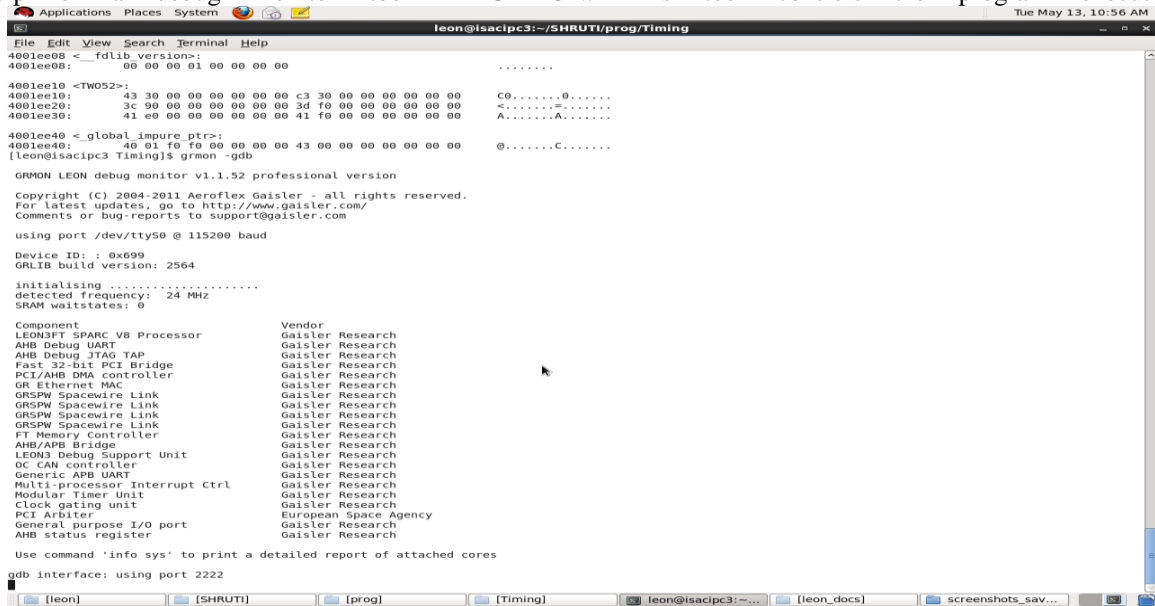 Applications Places System Tue May 13, 10:56 AM
leon@isacipc3:~/SHRUTI/prog/Timing
File Edit View Search Terminal Help
4001ee08 <__fdlib_version>:
4001ee08: 00 00 00 01 00 00 00 00 ........
4001ee10 <TWO52>:
4001ee10: 43 30 00 00 00 00 00 00 c3 30 00 00 00 00 00 00 C0.......0......
4001ee20: 3c 90 00 00 00 00 00 00 3d f0 00 00 00 00 00 00 <.......=.......
4001ee30: 41 e0 00 00 00 00 00 00 41 f0 00 00 00 00 00 00 A.......A.......
4001ee40 <_global_impure_ptr>:
4001ee40: 40 01 f0 f0 00 00 00 00 43 00 00 00 00 00 00 00 @.......C.......
[leon@isacipc3 Timing]$ grmon -gdb
GRMON LEON debug monitor v1.1.52 professional version
Copyright (C) 2004-2011 Aeroflex Gaisler - all rights reserved.
For latest updates, go to http://www.gaisler.com/
Comments or bug-reports to support@gaisler.com
using port /dev/ttyS0 @ 115200 baud
Device ID: : 0x699
GRLIB build version: 2564
initialising .....................
detected frequency: 24 MHz
SRAM waitstates: 0
Component Vendor
LEON3FT SPARC V8 Processor Gaisler Research
AHB Debug UART Gaisler Research
AHB Debug JTAG TAP Gaisler Research
Fast 32-bit PCI Bridge Gaisler Research
PCI/AHB DMA controller Gaisler Research
GR Ethernet MAC Gaisler Research
GRSPW Spacewire Link Gaisler Research
GRSPW Spacewire Link Gaisler Research
GRSPW Spacewire Link Gaisler Research
GRSPW Spacewire Link Gaisler Research
FT Memory Controller Gaisler Research
AHB/APB Bridge Gaisler Research
LEON3 Debug Support Unit Gaisler Research
OC CAN controller Gaisler Research
Generic APB UART Gaisler Research
Multi-processor Interrupt Ctrl Gaisler Research
Modular Timer Unit Gaisler Research
Clock gating unit Gaisler Research
PCI Arbiter European Space Agency
General purpose I/O port Gaisler Research
AHB status register Gaisler Research
Use command 'info sys' to print a detailed report of attached cores
gdb interface: using port 2222
[leon] [SHRUTI] [prog] [Timing] leon@isacipc3:~... [leon_docs] screenshots_sav...